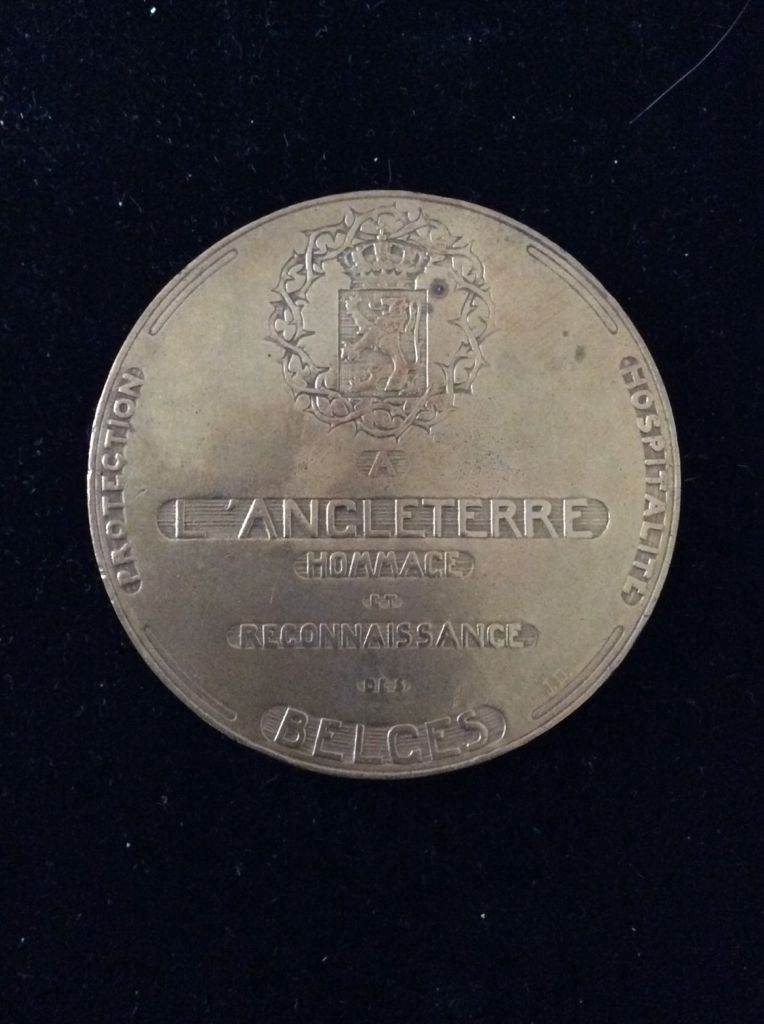 A
L'ANGLETERRE
HOMMAGE
ET
RECONNAISSANCE
DES
BELGES
PROTECTION
HOSPITALITÉ